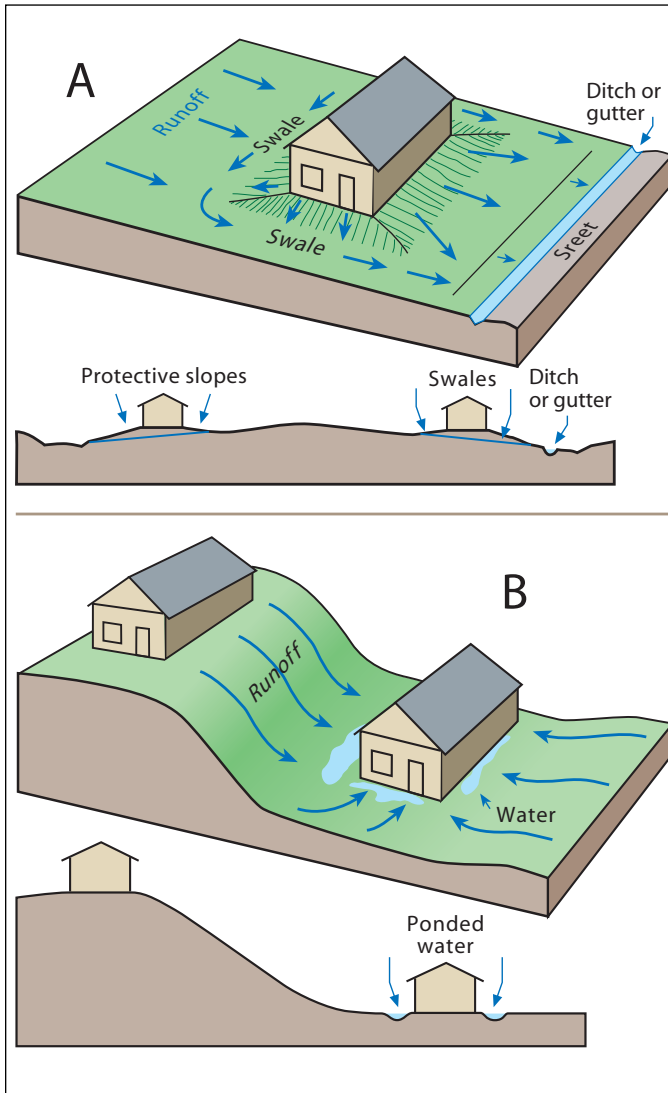 A
Ditch or
gutter
Runoff
Swale
Swale
Sreet
Protective slopes
Swales
Ditch
or gutter
B
Runoff
Water
Ponded
water